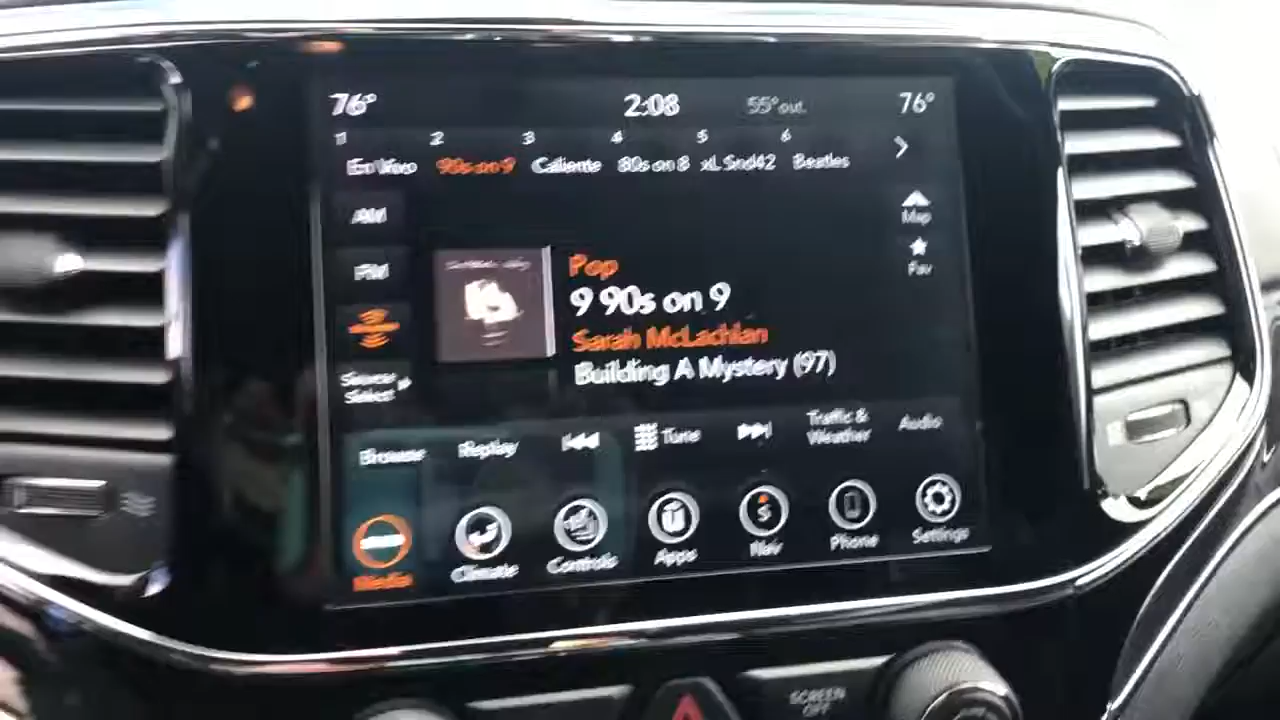 76° 2:08 55° out. 76°
1 2 3 4 5 6
En Vivo 90s on 9 Caliente 80s on 8 xL Snd42 Beatles
AM
Map
FM
Fav
Pop
9 90s on 9
Sarah McLachlan
Building A Mystery (97)
Source
Select
Browse Replay Tune Traffic &
Weather Audio
Media Climate Controls Apps Nav Phone Settings
SCREEN
OFF